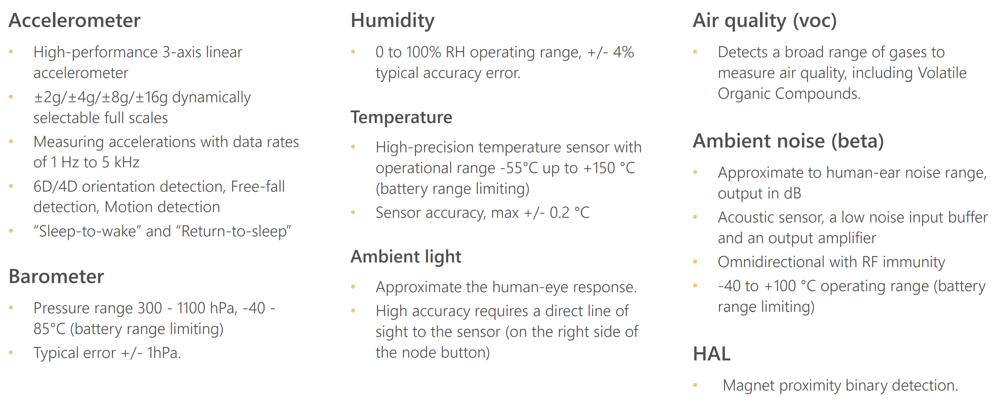 Accelerometer
• High-performance 3-axis linear
accelerometer
• ±2g/±4g/±8g/±16g dynamically
selectable full scales
• Measuring accelerations with data rates
of 1 Hz to 5 kHz
• 6D/4D orientation detection, Free-fall
detection, Motion detection
• “Sleep-to-wake” and “Return-to-sleep”
Barometer
• Pressure range 300 - 1100 hPa, -40 -
85°C (battery range limiting)
• Typical error +/- 1hPa.
Humidity
• 0 to 100% RH operating range, +/- 4%
typical accuracy error.
Temperature
• High-precision temperature sensor with
operational range -55°C up to +150 °C
(battery range limiting)
• Sensor accuracy, max +/- 0.2 °C
Ambient light
• Approximate the human-eye response.
• High accuracy requires a direct line of
sight to the sensor (on the right side of
the node button)
Air quality (voc)
• Detects a broad range of gases to
measure air quality, including Volatile
Organic Compounds.
Ambient noise (beta)
• Approximate to human-ear noise range,
output in dB
• Acoustic sensor, a low noise input buffer
and an output amplifier
• Omnidirectional with RF immunity
• -40 to +100 °C operating range (battery
range limiting)
HAL
• Magnet proximity binary detection.